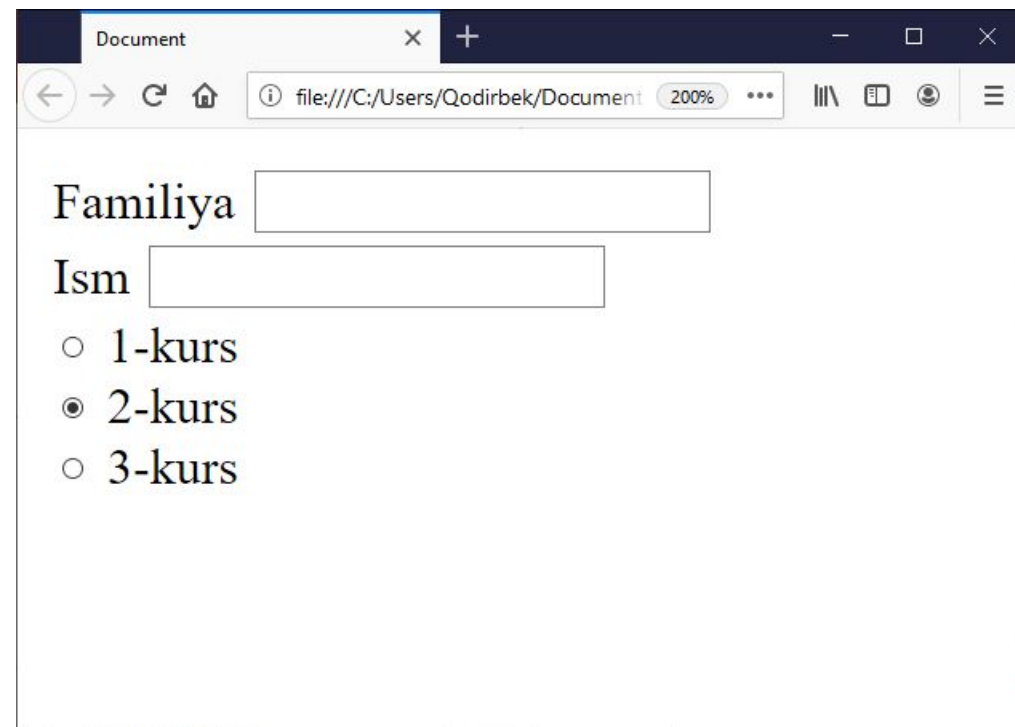 Document
file:///C:/Users/Qodirbek/Document 200%
Familiya
Ism
1-kurs
2-kurs
3-kurs